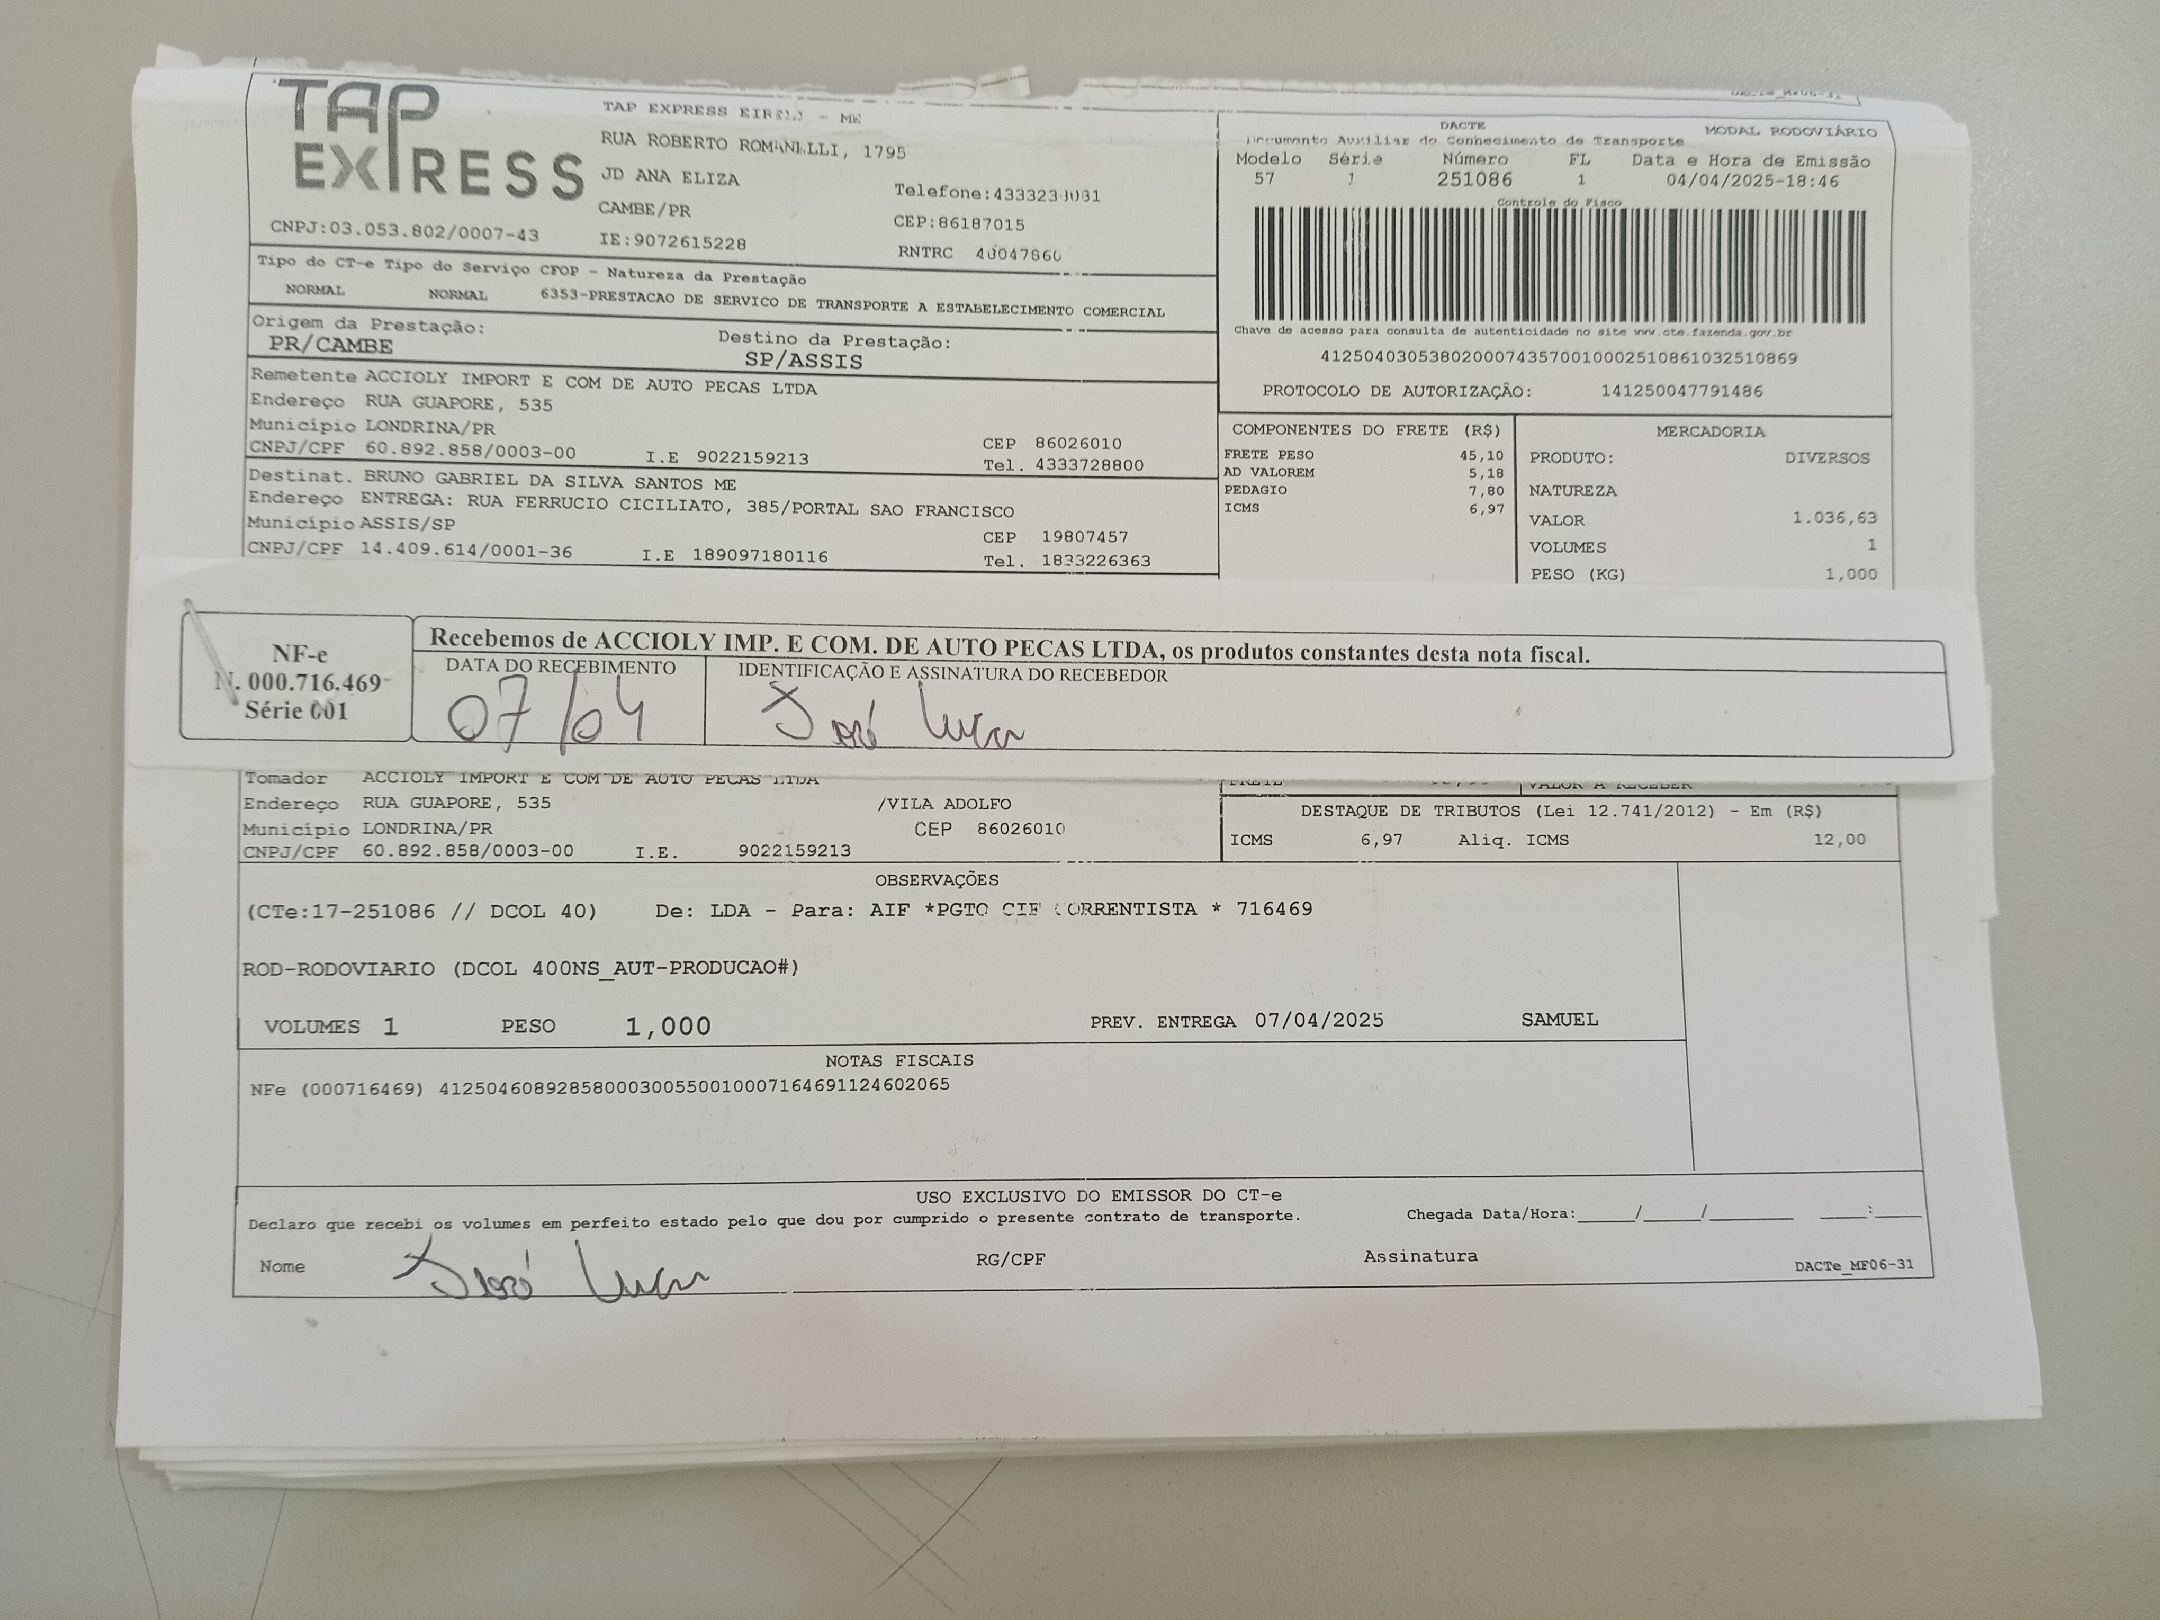 TAP EXPRESS
TAP EXPRESS EIRELI - ME
RUA ROBERTO ROMANELLI, 1795
JD ANA ELIZA
CAMBE/PR
Telefone:
CEP:86187015
CNPJ:03.053.802/0007-43
IE:9072615228
RNTRC 40047860
DACTE
MODAL RODOVIÁRIO
Documento Auxiliar do Conhecimento de Transporte
Modelo Série Número FL Data e Hora de Emissão
57 1 251086 1 04/04/2025-18:46
Controle do Fisco
Chave de acesso para consulta de autenticidade no site www.cte.fazenda.gov.br
41250403053802000743570010002510861032510869
PROTOCOLO DE AUTORIZAÇÃO: 141250047791486
Tipo do CT-e Tipo do Serviço CFOP - Natureza da Prestação
NORMAL NORMAL 6353-PRESTACAO DE SERVICO DE TRANSPORTE A ESTABELECIMENTO COMERCIAL
Origem da Prestação: Destino da Prestação:
PR/CAMBE SP/ASSIS
Remetente ACCIOLY IMPORT E COM DE AUTO PECAS LTDA
Endereço RUA GUAPORE, 535
Município LONDRINA/PR CEP 86026010
CNPJ/CPF 60.892.858/0003-00 I.E 9022159213 Tel. 4333728800
Destinat. BRUNO GABRIEL DA SILVA SANTOS ME
Endereço ENTREGA: RUA FERRUCIO CICILIATO, 385/PORTAL SAO FRANCISCO
Município ASSIS/SP CEP 19807457
CNPJ/CPF 14.409.614/0001-36 I.E 189097180116 Tel. 1833226363
COMPONENTES DO FRETE (R$)
FRETE PESO 45,10
AD VALOREM 5,18
PEDAGIO 7,80
ICMS 6,97
MERCADORIA
PRODUTO: DIVERSOS
NATUREZA
VALOR 1.036,63
VOLUMES 1
PESO (KG) 1,000
NF-e
N. 000.716.469
Série 001
Recebemos de ACCIOLY IMP. E COM. DE AUTO PECAS LTDA, os produtos constantes desta nota fiscal.
DATA DO RECEBIMENTO IDENTIFICAÇÃO E ASSINATURA DO RECEBEDOR
07/04 José
Tomador ACCIOLY IMPORT E COM DE AUTO PECAS LTDA
Endereço RUA GUAPORE, 535 /VILA ADOLFO
Município LONDRINA/PR CEP 86026010
CNPJ/CPF 60.892.858/0003-00 I.E. 9022159213
FRETE VALOR A RECEBER
DESTAQUE DE TRIBUTOS (Lei 12.741/2012) - Em (R$)
ICMS 6,97 Aliq. ICMS 12,00
OBSERVAÇÕES
(CTe:17-251086 // DCOL 40) De: LDA - Para: AIF *PGTO CIF CORRENTISTA * 716469
ROD-RODOVIARIO (DCOL 400NS_AUT-PRODUCAO#)
VOLUMES 1 PESO 1,000 PREV. ENTREGA 07/04/2025 SAMUEL
NOTAS FISCAIS
NFe (000716469) 41250460892858000300550010007164691124602065
USO EXCLUSIVO DO EMISSOR DO CT-e
Declaro que recebi os volumes em perfeito estado pelo que dou por cumprido o presente contrato de transporte. Chegada Data/Hora:_____/_____/_______ ____:____
Nome José RG/CPF Assinatura
DACTe_MF06-31